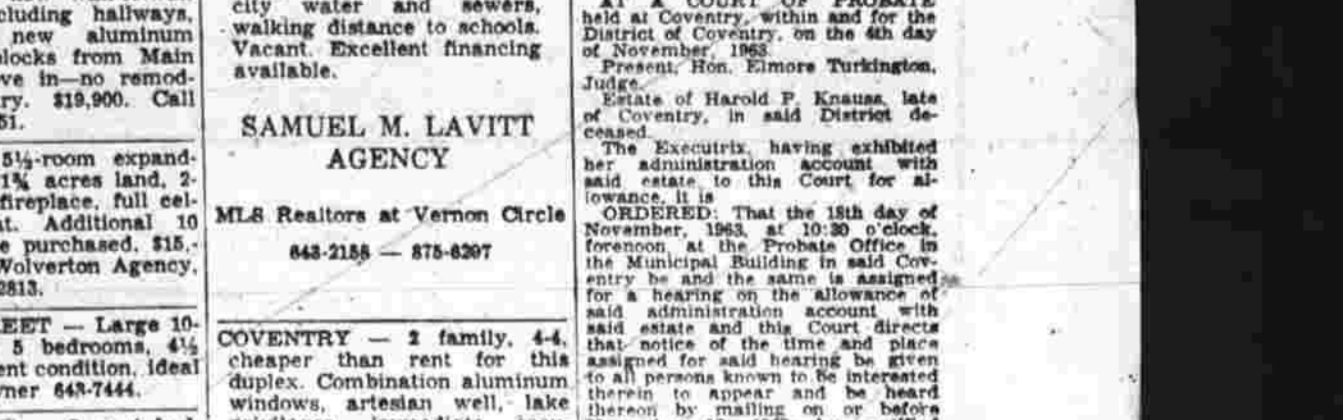 cluding hallways,
new aluminum
locks from Main
ve in—no remod-
ry. $19,900. Call
51.
5½-room expand-
1¾ acres land, 2-
fireplace, full cel-
t. Additional 10
e purchased. $15,-
Wolverton Agency,
2813.
EET — Large 10-
5 bedrooms, 4½
ent condition, ideal
ner 643-7444.
city water and sewers,
walking distance to schools.
Vacant. Excellent financing
available.
SAMUEL M. LAVITT
AGENCY
MLS Realtors at Vernon Circle
643-2158 — 875-6297
COVENTRY — 2 family, 4-4,
cheaper than rent for this
duplex. Combination aluminum
windows, artesian well, lake
AT A COURT OF PROBATE
held at Coventry, within and for the
District of Coventry, on the 4th day
of November, 1963.
Present, Hon. Elmore Turkington,
Judge.
Estate of Harold P. Knauss, late
of Coventry, in said District de-
ceased.
The Executrix, having exhibited
her administration account with
said estate to this Court for al-
lowance, it is
ORDERED: That the 18th day of
November, 1963, at 10:30 o'clock,
forenoon, at the Probate Office in
the Municipal Building in said Cov-
entry be and the same is assigned
for a hearing on the allowance of
said administration account with
said estate and this Court directs
that notice of the time and place
assigned for said hearing be given
to all persons known to be interested
therein to appear and be heard
thereon by mailing on or before